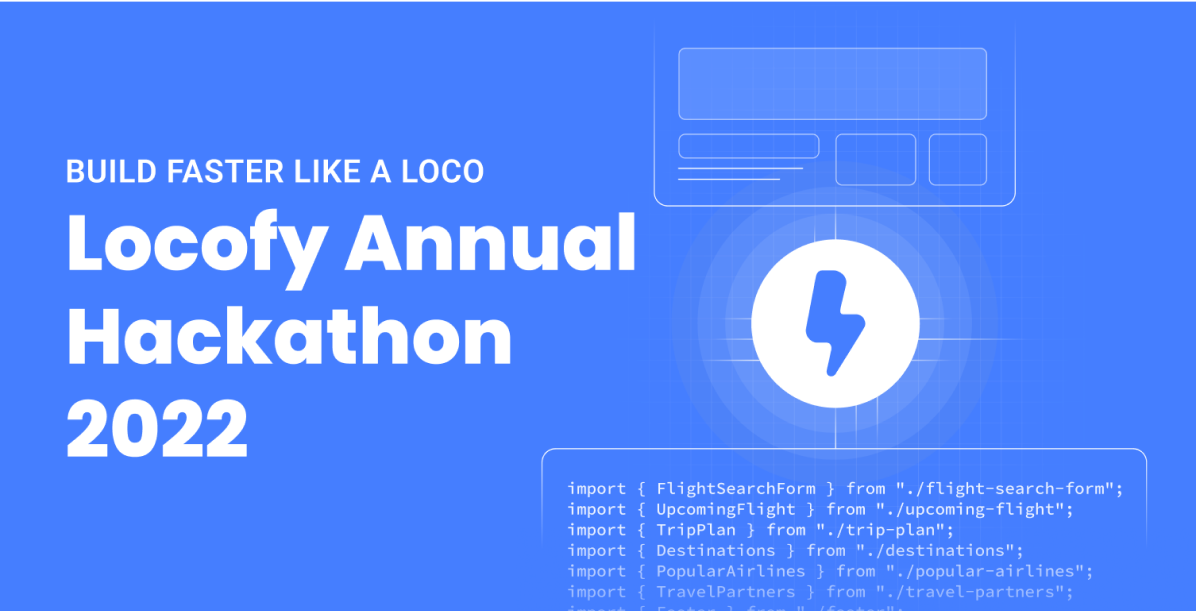 BUILD FASTER LIKE A LOCO
Locofy Annual
Hackathon
2022
import { FlightSearchForm } from "./flight-search-form";
import { UpcomingFlight } from "./upcoming-flight";
import { TripPlan } from "./trip-plan";
import { Destinations } from "./destinations";
import { PopularAirlines } from "./popular-airlines";
import { TravelPartners } from "./travel-partners";